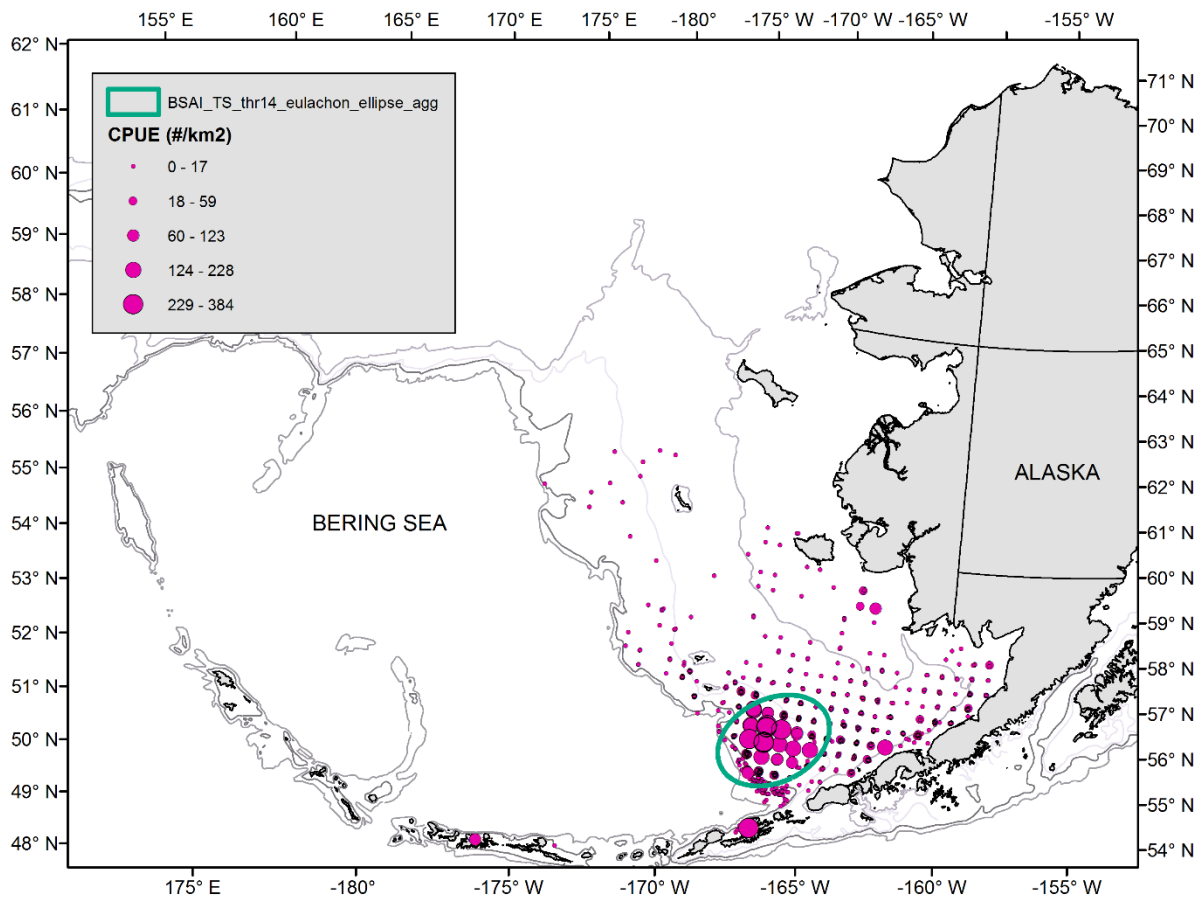 155° E 160° E 165° E 170° E 175° E -180° -175° W -170° W -165° W -155° W
62° N
61° N
60° N
59° N
58° N
57° N
56° N
55° N
54° N
53° N
52° N
51° N
50° N
49° N
48° N
BSAI_TS_thr14_eulachon_ellipse_agg
CPUE (#/km2)
0 - 17
18 - 59
60 - 123
124 - 228
229 - 384
BERING SEA
ALASKA
71° N
70° N
69° N
68° N
67° N
66° N
65° N
64° N
63° N
62° N
61° N
60° N
59° N
58° N
57° N
56° N
55° N
54° N
175° E -180° -175° W -170° W -165° W -160° W -155° W